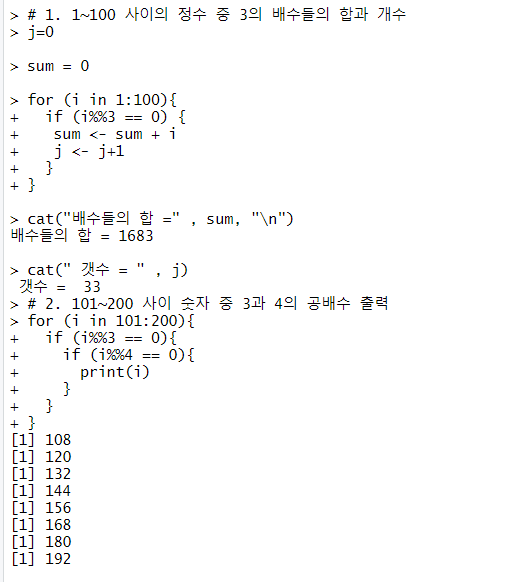 > # 1. 1~100 사이의 정수 중 3의 배수들의 합과 개수
> j=0
> sum = 0
> for (i in 1:100){
+   if (i%%3 == 0) {
+    sum <- sum + i
+    j <- j+1
+   }
+ }
> cat("배수들의 합 =" , sum, "\n")
배수들의 합 = 1683
> cat(" 갯수 = " , j)
 갯수 =  33
> # 2. 101~200 사이 숫자 중 3과 4의 공배수 출력
> for (i in 101:200){
+   if (i%%3 == 0){
+     if (i%%4 == 0){
+       print(i)
+     }
+   }
+ }
[1] 108
[1] 120
[1] 132
[1] 144
[1] 156
[1] 168
[1] 180
[1] 192